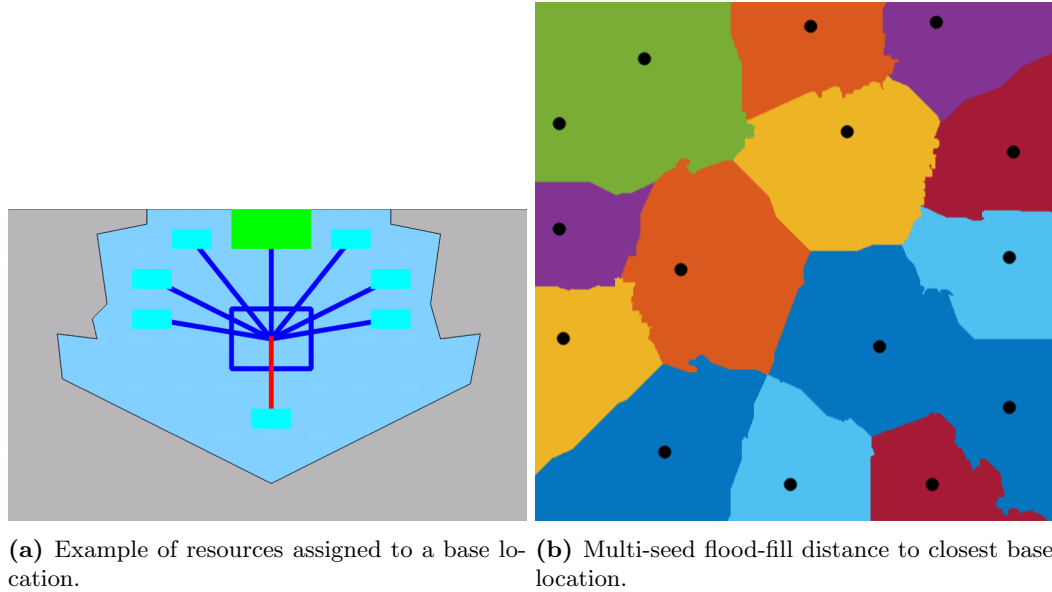 (a) Example of resources assigned to a base lo-
cation.
(b) Multi-seed flood-fill distance to closest base
location.